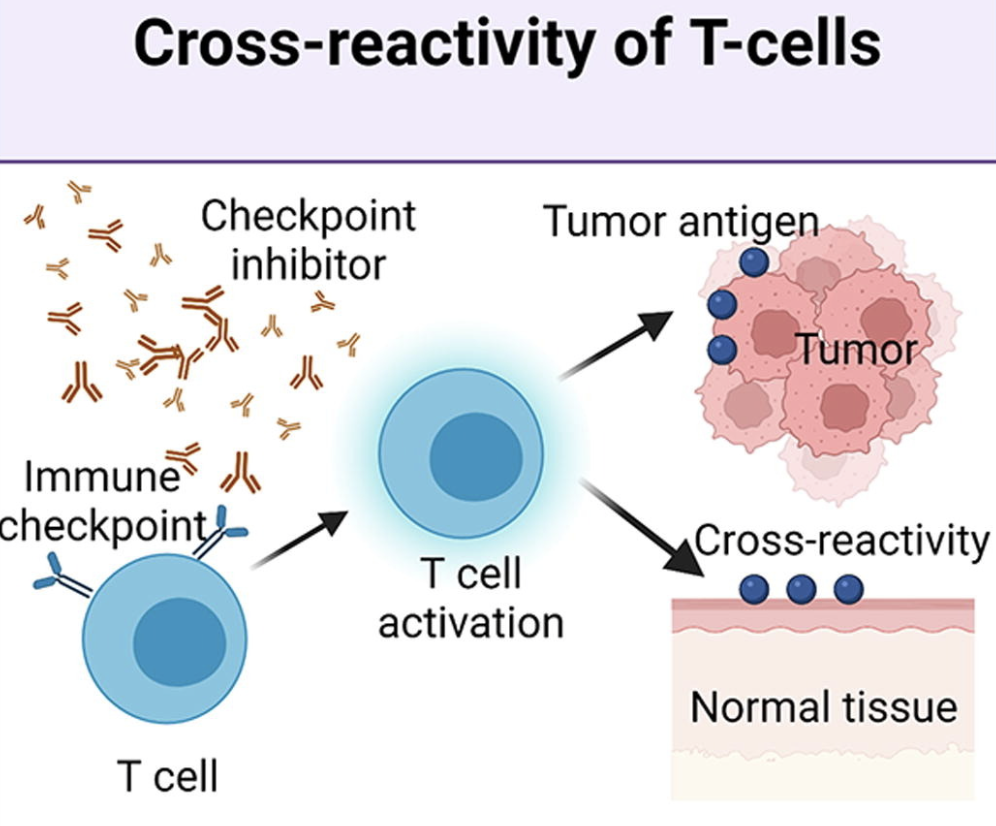 Cross-reactivity of T-cells
Checkpoint
inhibitor
Tumor antigen
Tumor
Immune
checkpoint
T cell
activation
Cross-reactivity
Normal tissue
T cell